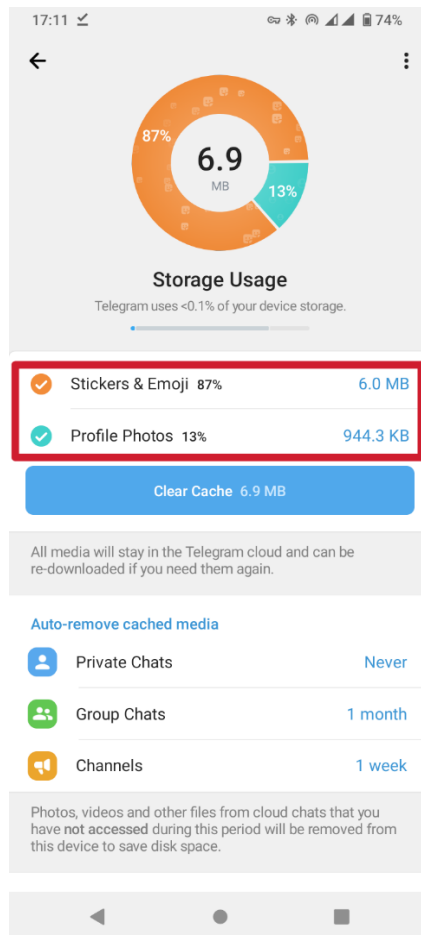 17:11 74%
87%
6.9
MB
13%
Storage Usage
Telegram uses <0.1% of your device storage.
Stickers & Emoji 87% 6.0 MB
Profile Photos 13% 944.3 KB
Clear Cache 6.9 MB
All media will stay in the Telegram cloud and can be
re-downloaded if you need them again.
Auto-remove cached media
Private Chats Never
Group Chats 1 month
Channels 1 week
Photos, videos and other files from cloud chats that you
have not accessed during this period will be removed from
this device to save disk space.